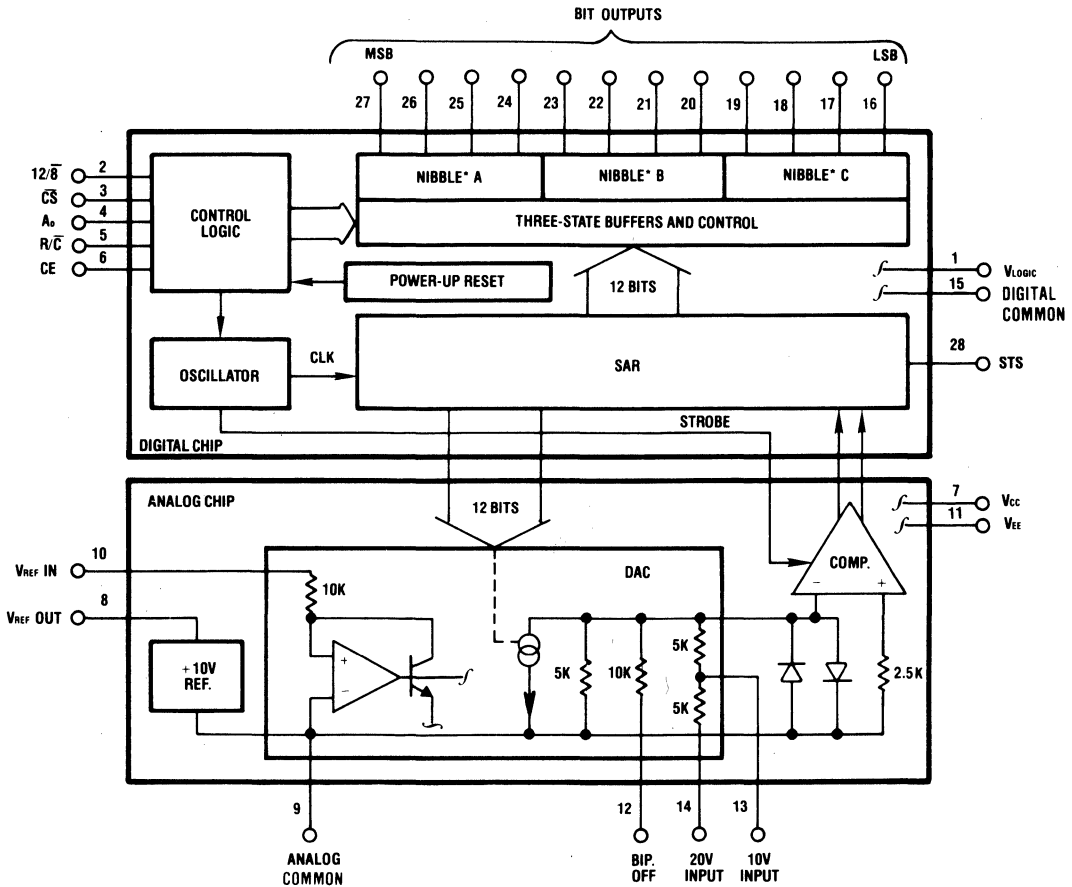 BIT OUTPUTS
MSB
LSB
27 26 25 24 23 22 21 20 19 18 17 16
12/8̅ 2
C̅S̅ 3
A₀ 4
R/C̅ 5
CE 6
CONTROL
LOGIC
NIBBLE* A
NIBBLE* B
NIBBLE* C
THREE-STATE BUFFERS AND CONTROL
POWER-UP RESET
12 BITS
1 VLOGIC
15 DIGITAL
COMMON
OSCILLATOR
CLK
SAR
28 STS
STROBE
DIGITAL CHIP
ANALOG CHIP
12 BITS
7 VCC
11 VEE
COMP.
-
+
10
VREF IN
8
VREF OUT
DAC
10K
+10V
REF.
+
-
5K
10K
5K
5K
2.5K
9
12
14
13
ANALOG
COMMON
BIP.
OFF
20V
INPUT
10V
INPUT